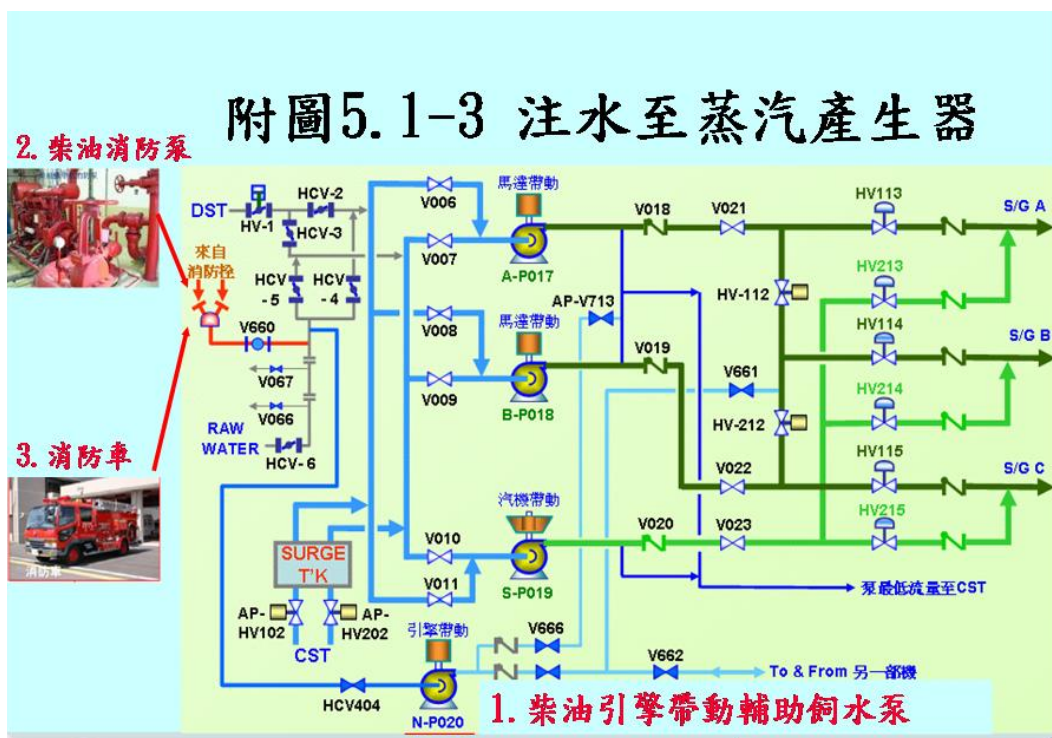 附圖5.1-3 注水至蒸汽產生器
2.柴油消防泵
DST
HV-1
HCV-2
HCV-3
來自
消防栓
HCV
-5
HCV
-4
V660
V067
V066
RAW
WATER
HCV-6
3.消防車
消防車
SURGE
T'K
AP-
HV102
AP-
HV202
CST
HCV404
V006
V007
V008
V009
V010
V011
馬達帶動
A-P017
馬達帶動
B-P018
汽機帶動
S-P019
引擎帶動
N-P020
AP-V713
V018
V021
V019
V661
V022
V020
V023
V666
V662
HV-112
HV-212
HV113
HV213
HV114
HV214
HV115
HV215
S/G A
S/G B
S/G C
泵最低流量至CST
To & From 另一部機
1.柴油引擎帶動輔助飼水泵